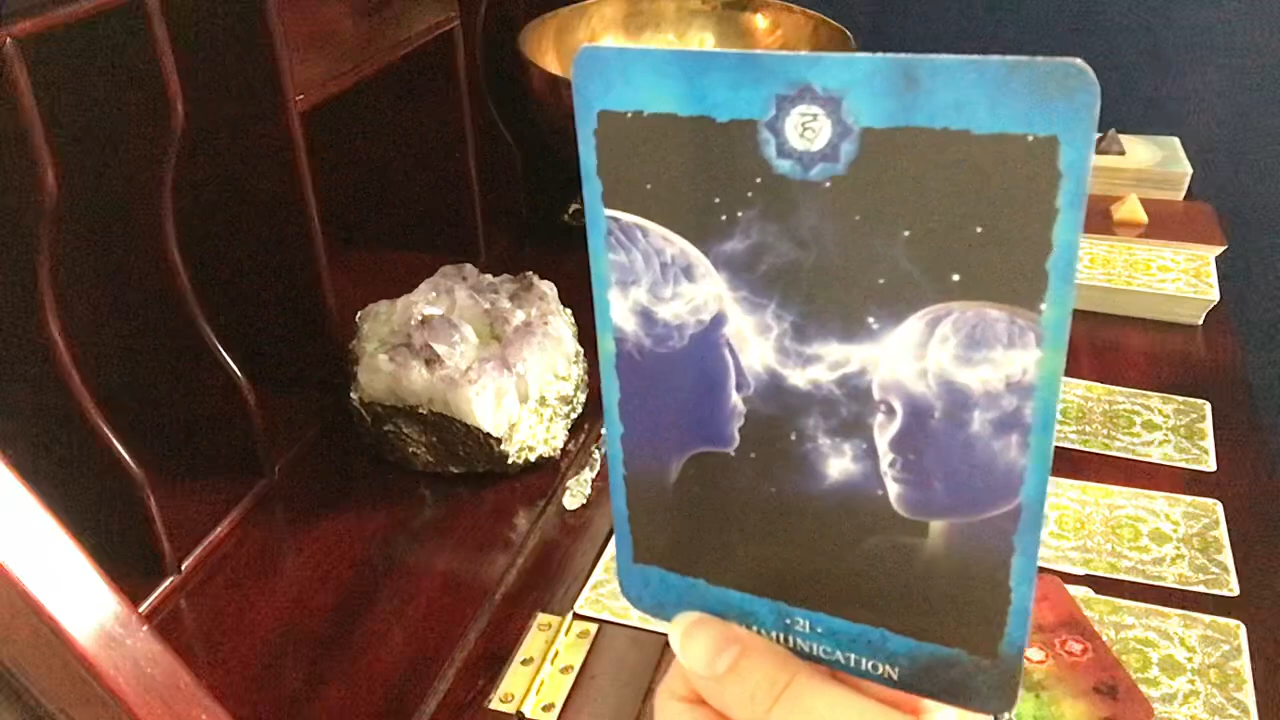 हं
· 21 ·
MMUNICATION